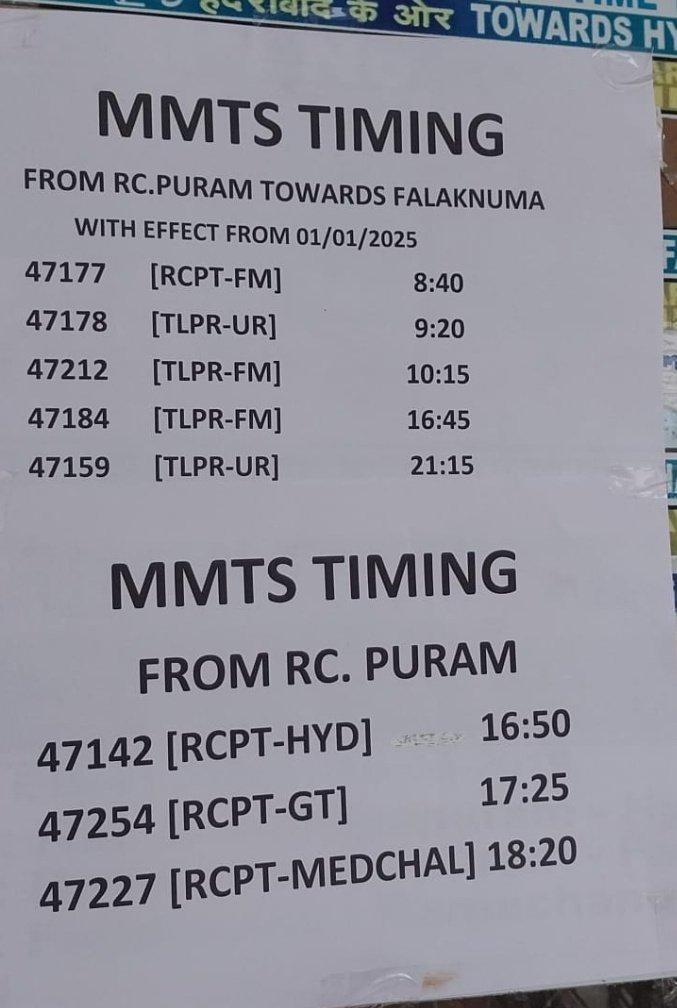 हैदराबाद के ओर TOWARDS HY
MMTS TIMING
FROM RC.PURAM TOWARDS FALAKNUMA
WITH EFFECT FROM 01/01/2025
47177 [RCPT-FM] 8:40
47178 [TLPR-UR] 9:20
47212 [TLPR-FM] 10:15
47184 [TLPR-FM] 16:45
47159 [TLPR-UR] 21:15
MMTS TIMING
FROM RC. PURAM
47142 [RCPT-HYD] 16:50
47254 [RCPT-GT] 17:25
47227 [RCPT-MEDCHAL] 18:20